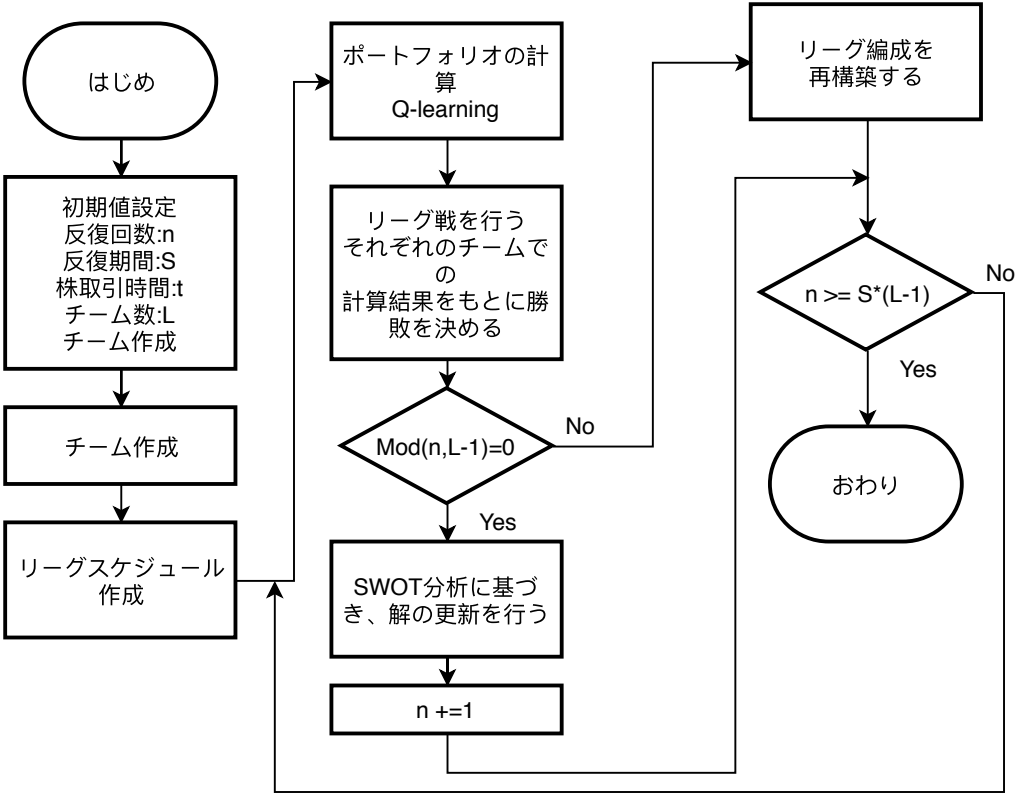 はじめ
初期値設定
反復回数:n
反復期間:S
株取引時間:t
チーム数:L
チーム作成
チーム作成
リーグスケジュール
作成
ポートフォリオの計
算
Q-learning
リーグ戦を行う
それぞれのチームで
の
計算結果をもとに勝
敗を決める
Mod(n,L-1)=0
No
Yes
SWOT分析に基づ
き、解の更新を行う
n +=1
リーグ編成を
再構築する
n >= S*(L-1)
No
Yes
おわり